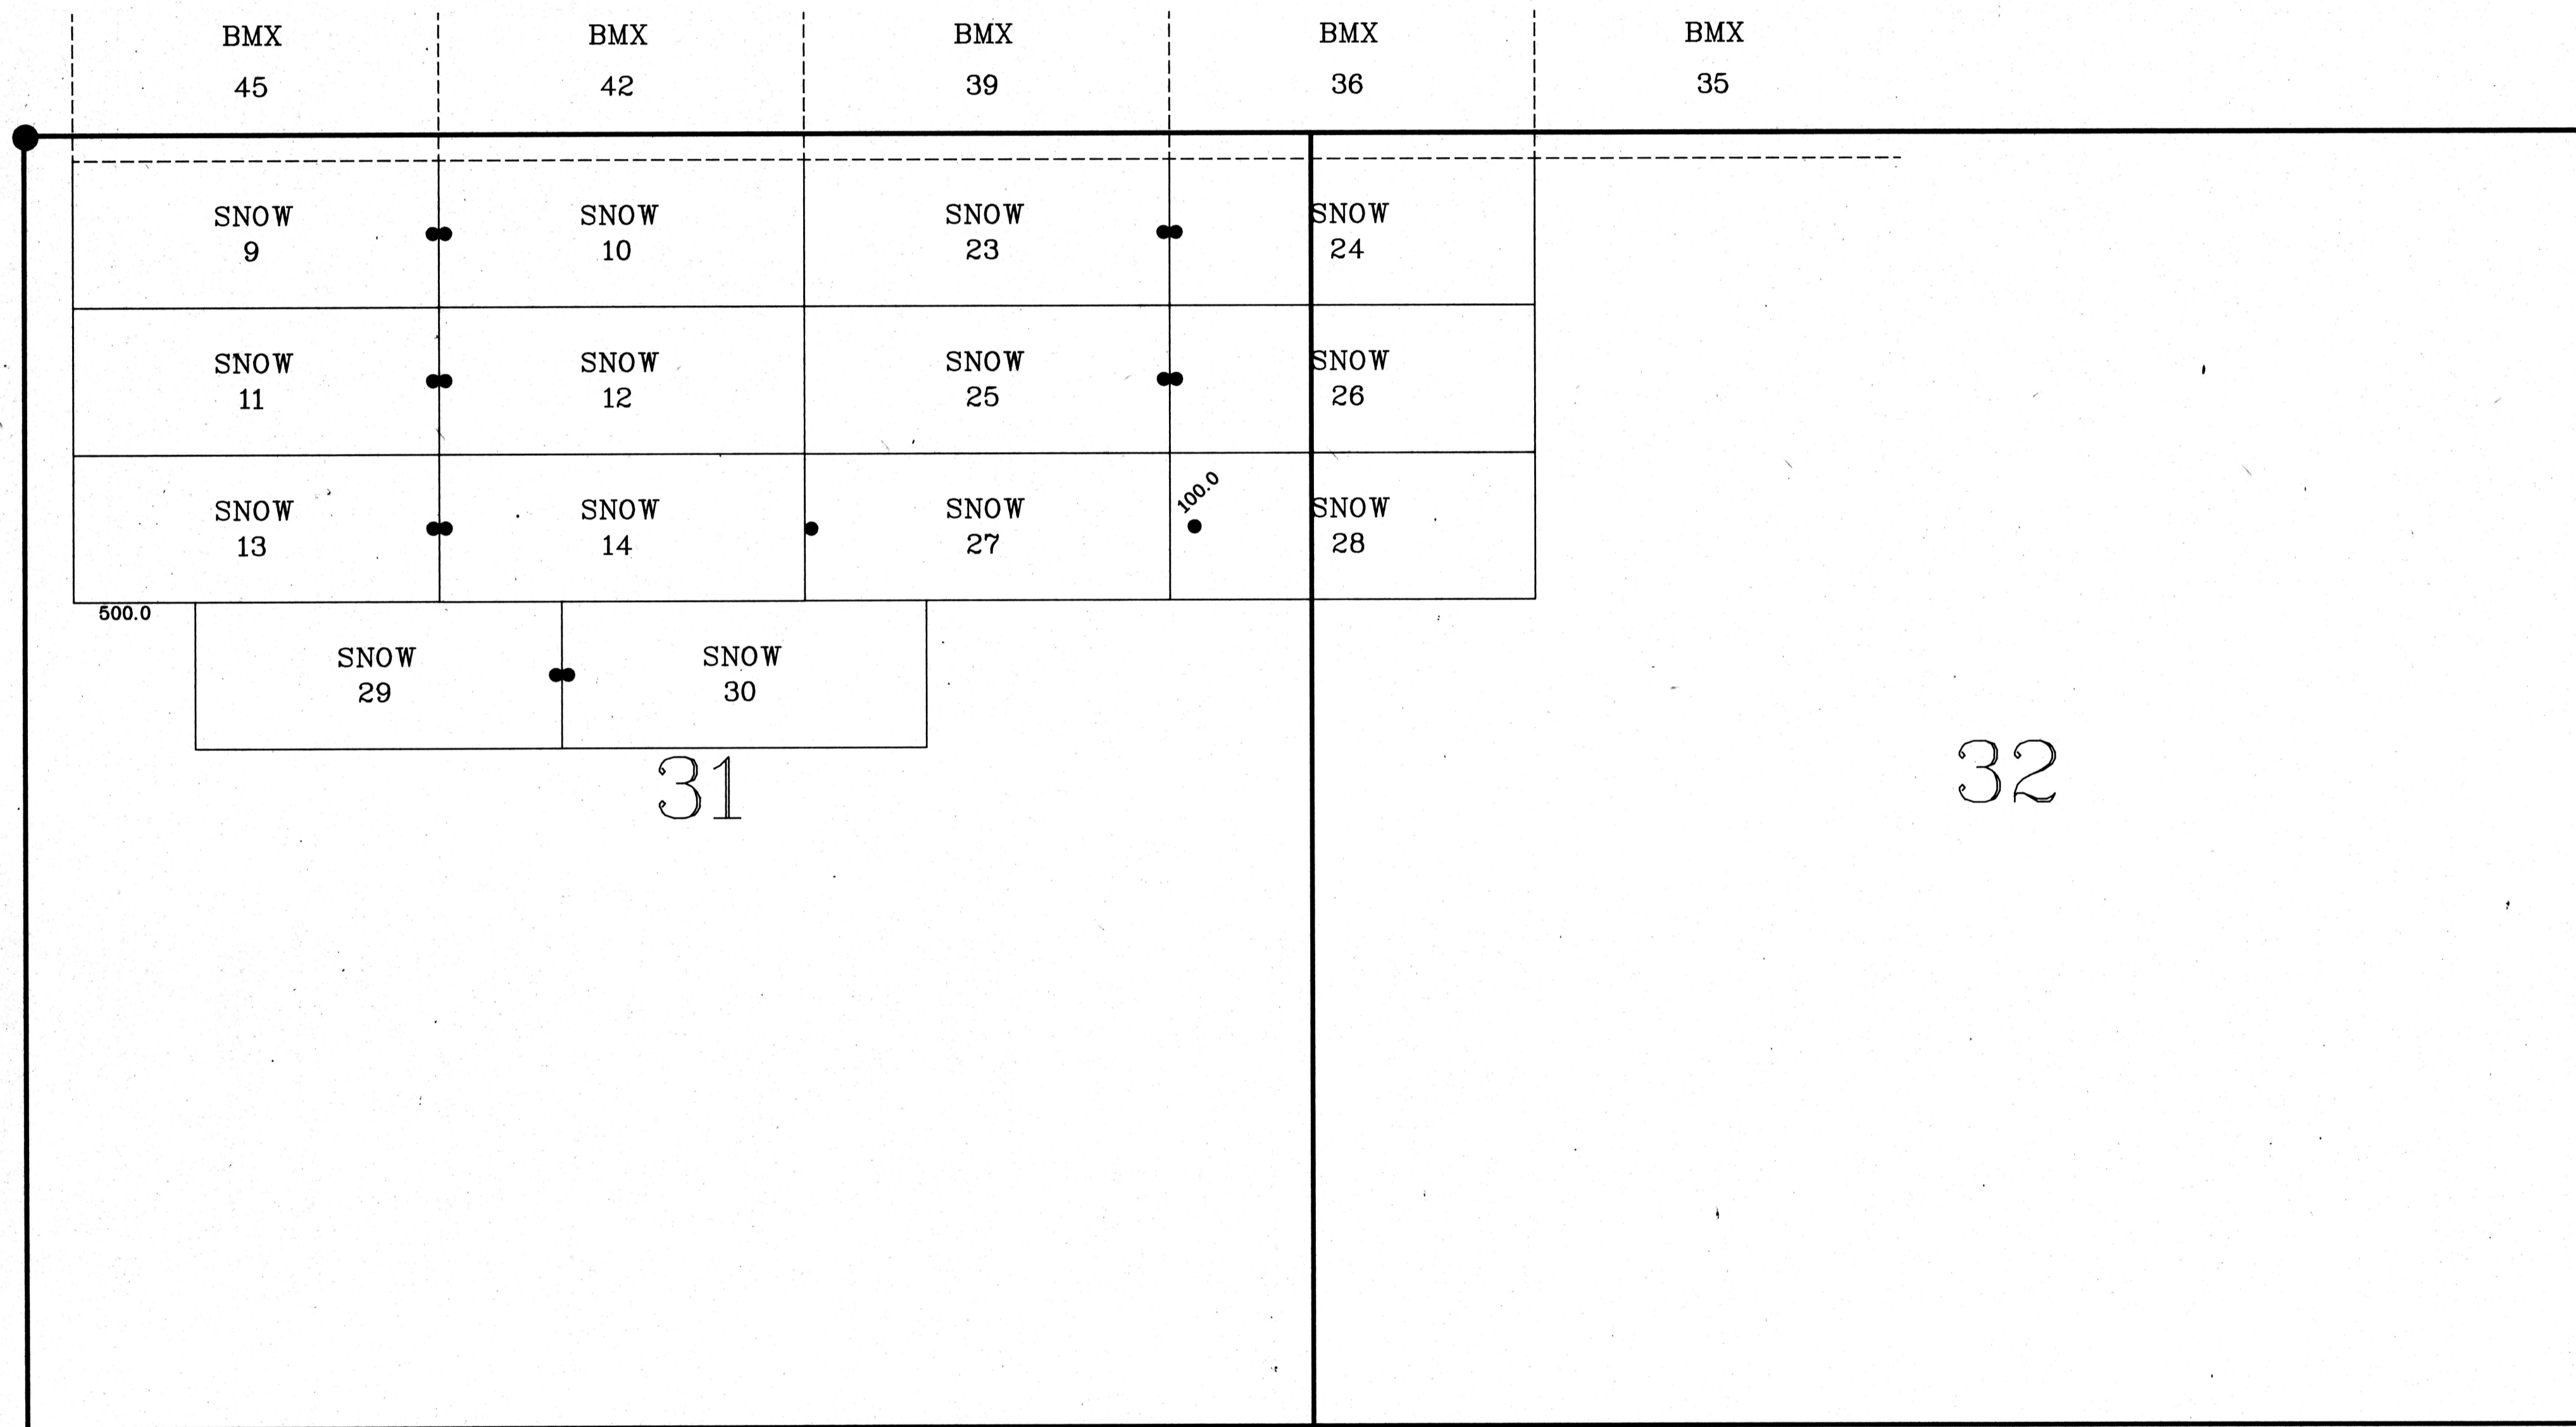 BMX BMX BMX BMX BMX
45 42 39 36 35
SNOW SNOW SNOW SNOW
9 10 23 24
SNOW SNOW SNOW SNOW
11 12 25 26
100.0
SNOW SNOW SNOW SNOW
13 14 27 28
500.0
SNOW SNOW
29 30
31 32